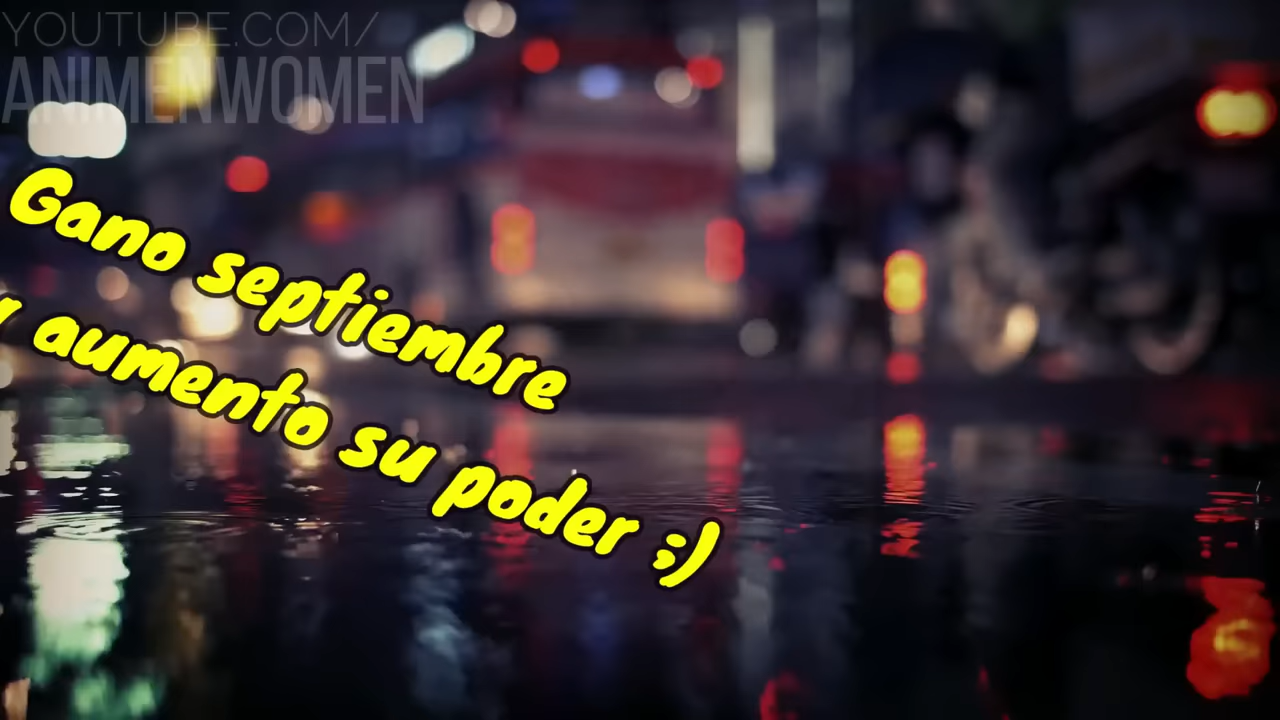 YOUTUBE.COM/
ANIMENWOMEN
Gano septiembre
y aumento su poder ;)